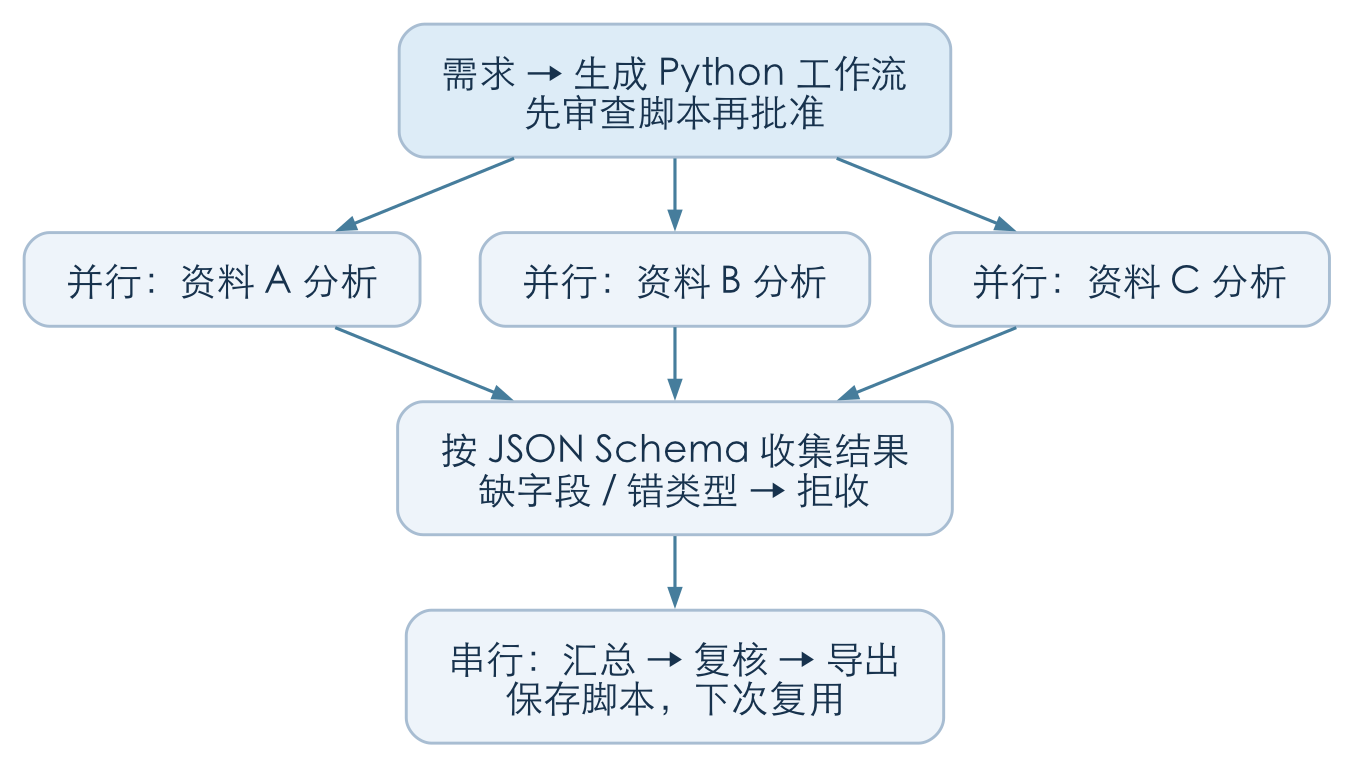 需求 → 生成 Python 工作流
先审查脚本再批准
并行：资料 A 分析
并行：资料 B 分析
并行：资料 C 分析
按 JSON Schema 收集结果
缺字段 / 错类型 → 拒收
串行：汇总 → 复核 → 导出
保存脚本，下次复用